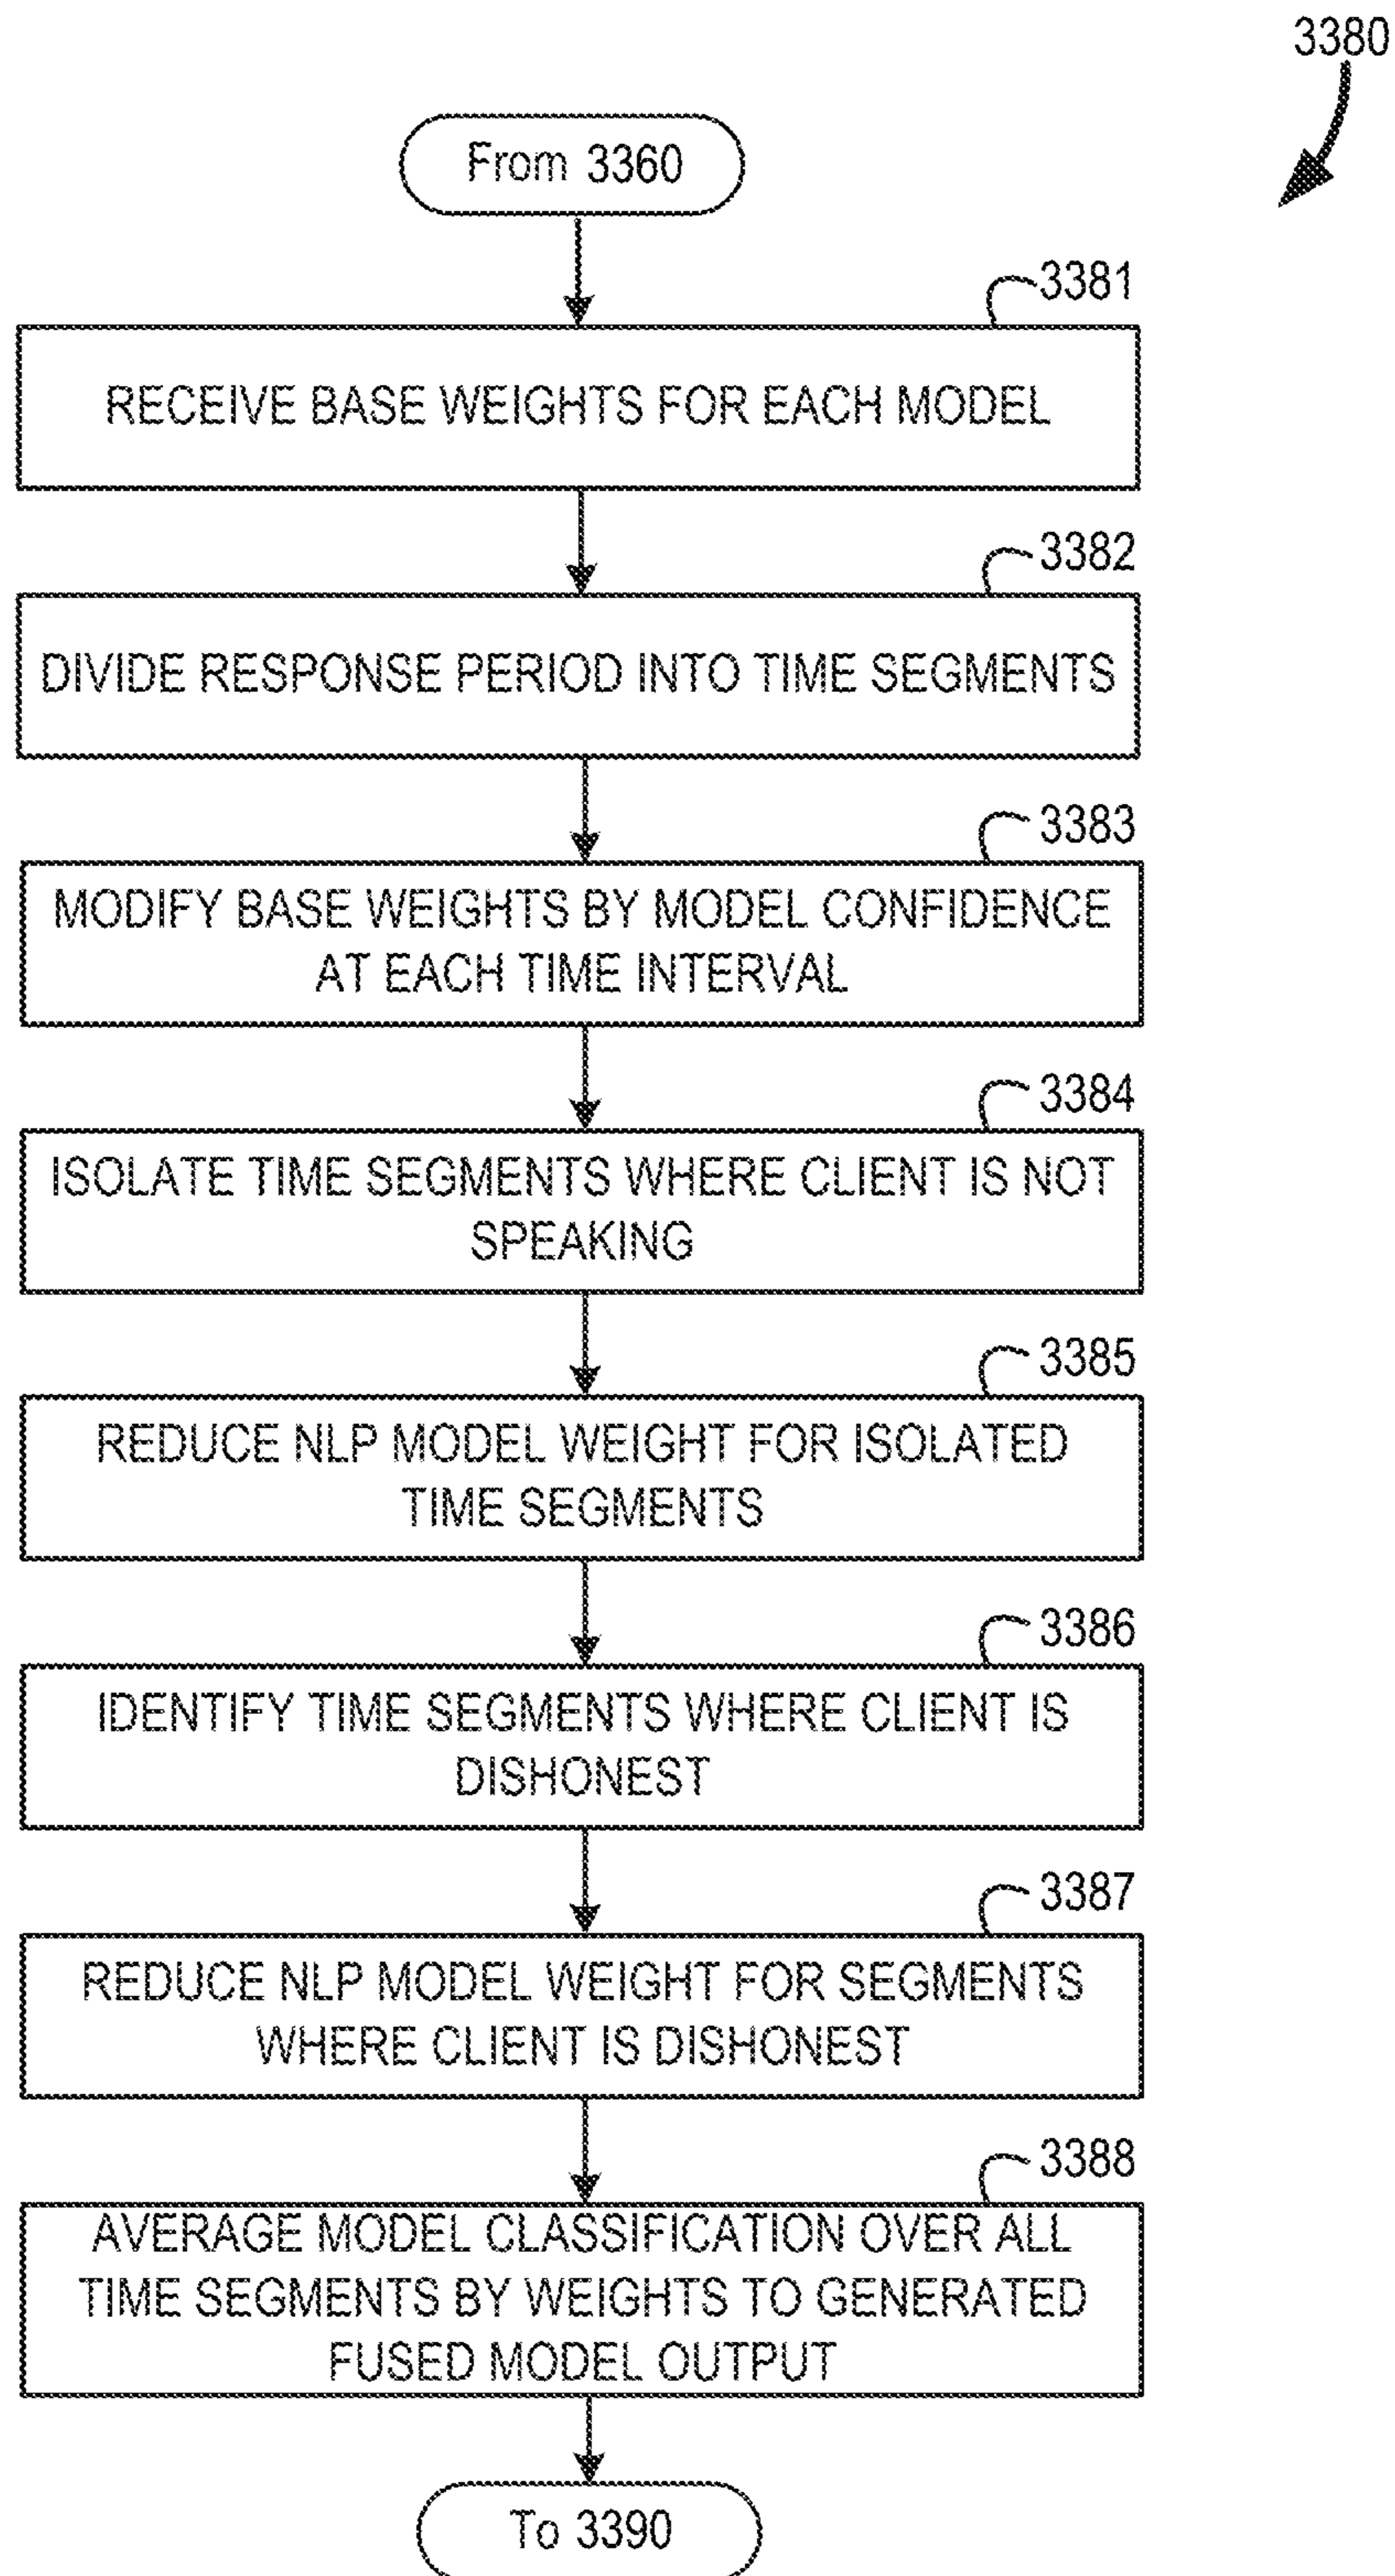 3380
From 3360
3381
RECEIVE BASE WEIGHTS FOR EACH MODEL
3382
DIVIDE RESPONSE PERIOD INTO TIME SEGMENTS
3383
MODIFY BASE WEIGHTS BY MODEL CONFIDENCE
AT EACH TIME INTERVAL
3384
ISOLATE TIME SEGMENTS WHERE CLIENT IS NOT
SPEAKING
3385
REDUCE NLP MODEL WEIGHT FOR ISOLATED
TIME SEGMENTS
3386
IDENTIFY TIME SEGMENTS WHERE CLIENT IS
DISHONEST
3387
REDUCE NLP MODEL WEIGHT FOR SEGMENTS
WHERE CLIENT IS DISHONEST
3388
AVERAGE MODEL CLASSIFICATION OVER ALL
TIME SEGMENTS BY WEIGHTS TO GENERATED
FUSED MODEL OUTPUT
To 3390